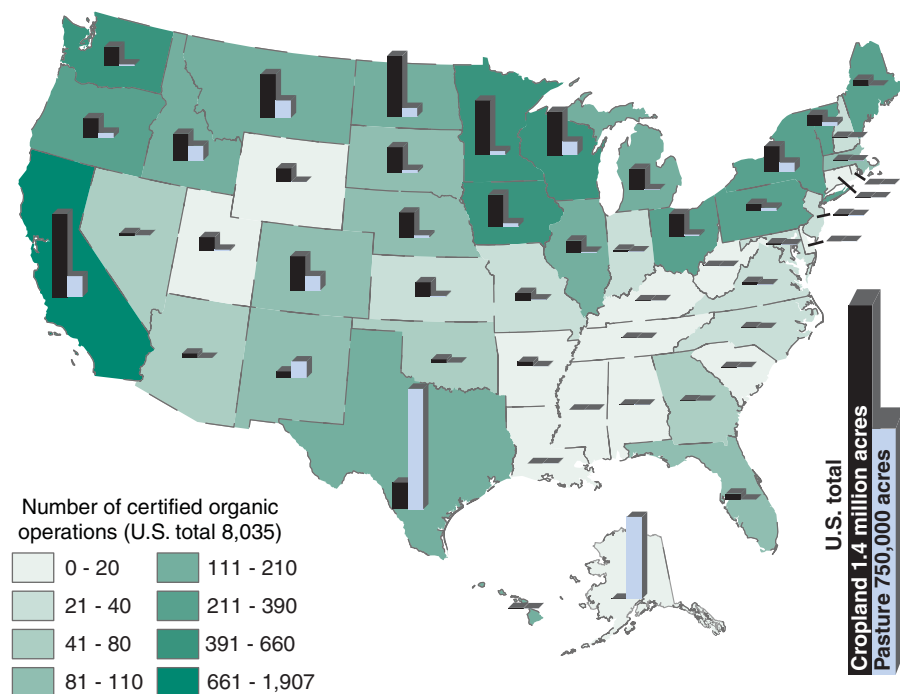 Number of certified organic
operations (U.S. total 8,035)
0 - 20
21 - 40
41 - 80
81 - 110
111 - 210
211 - 390
391 - 660
661 - 1,907
U.S. total
Cropland 1.4 million acres
Pasture 750,000 acres